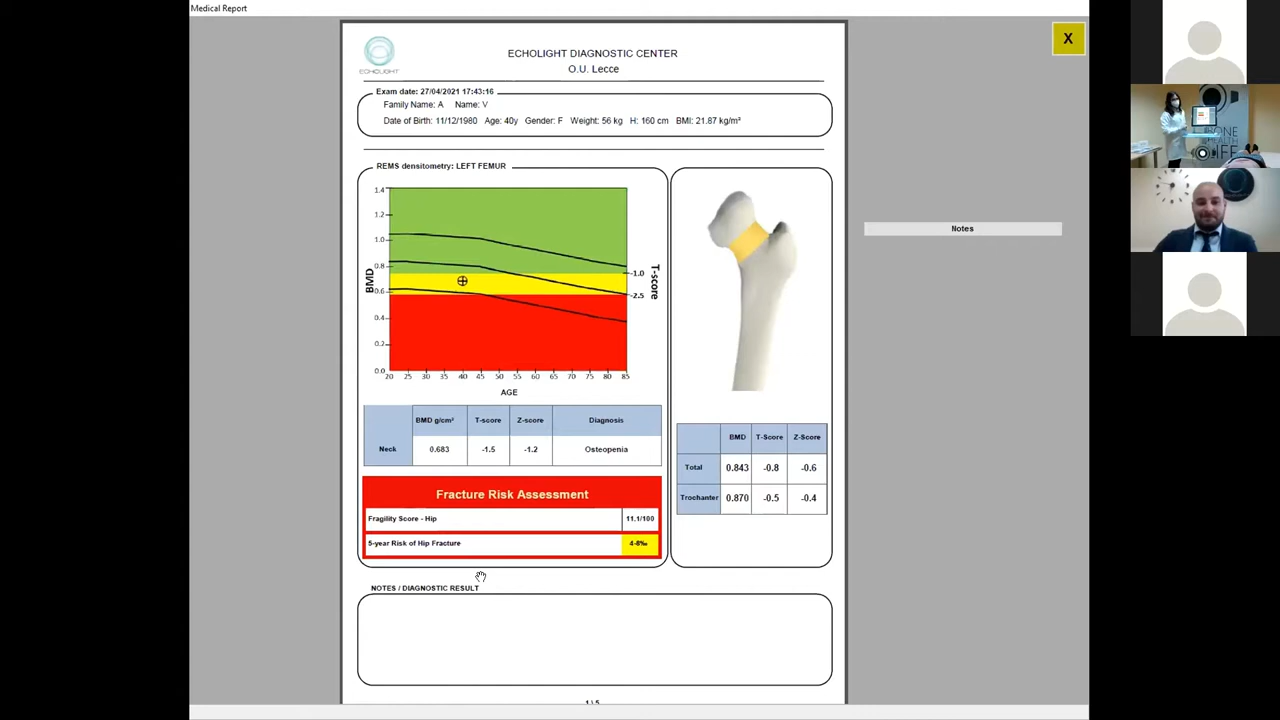 Medical Report
X
ECHOLIGHT
ECHOLIGHT DIAGNOSTIC CENTER
O.U. Lecce
Exam date: 27/04/2021 17:43:16
Family Name: A Name: V
Date of Birth: 11/12/1980 Age: 40y Gender: F Weight: 56 kg H: 160 cm BMI: 21.87 kg/m²
REMS densitometry: LEFT FEMUR
1.4
1.2
1.0
0.8
0.6
0.4
0.2
0.0
BMD
-1.0
-2.5
T-score
20 25 30 35 40 45 50 55 60 65 70 75 80 85
AGE
BMD g/cm² T-score Z-score Diagnosis
Neck 0.683 -1.5 -1.2 Osteopenia
Fracture Risk Assessment
Fragility Score - Hip 11.1/100
5-year Risk of Hip Fracture 4-8‰
BMD T-Score Z-Score
Total 0.843 -0.8 -0.6
Trochanter 0.870 -0.5 -0.4
NOTES / DIAGNOSTIC RESULT
1 \ 5
Notes
BONE
HEALTH
LIFE